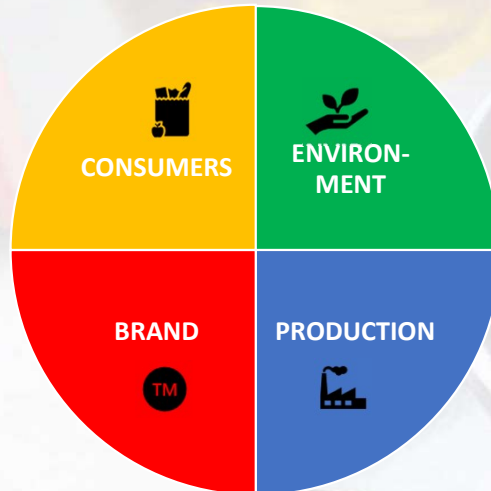 CONSUMERS
ENVIRON-
MENT
BRAND
PRODUCTION
TM